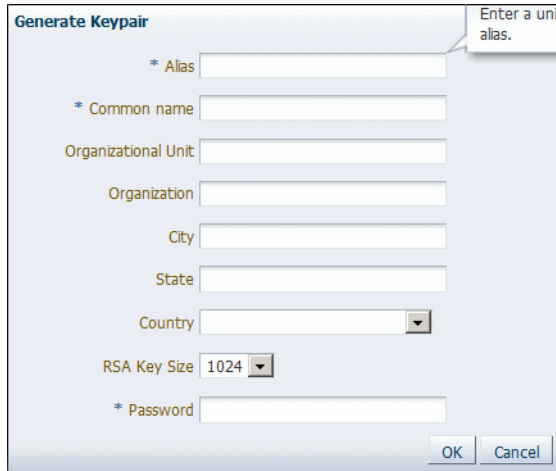 Generate Keypair
Enter a
alias.
* Alias
* Common name
Organizational Unit
Organization
City
State
Country
RSA Key Size 1024
* Password
OK Cancel